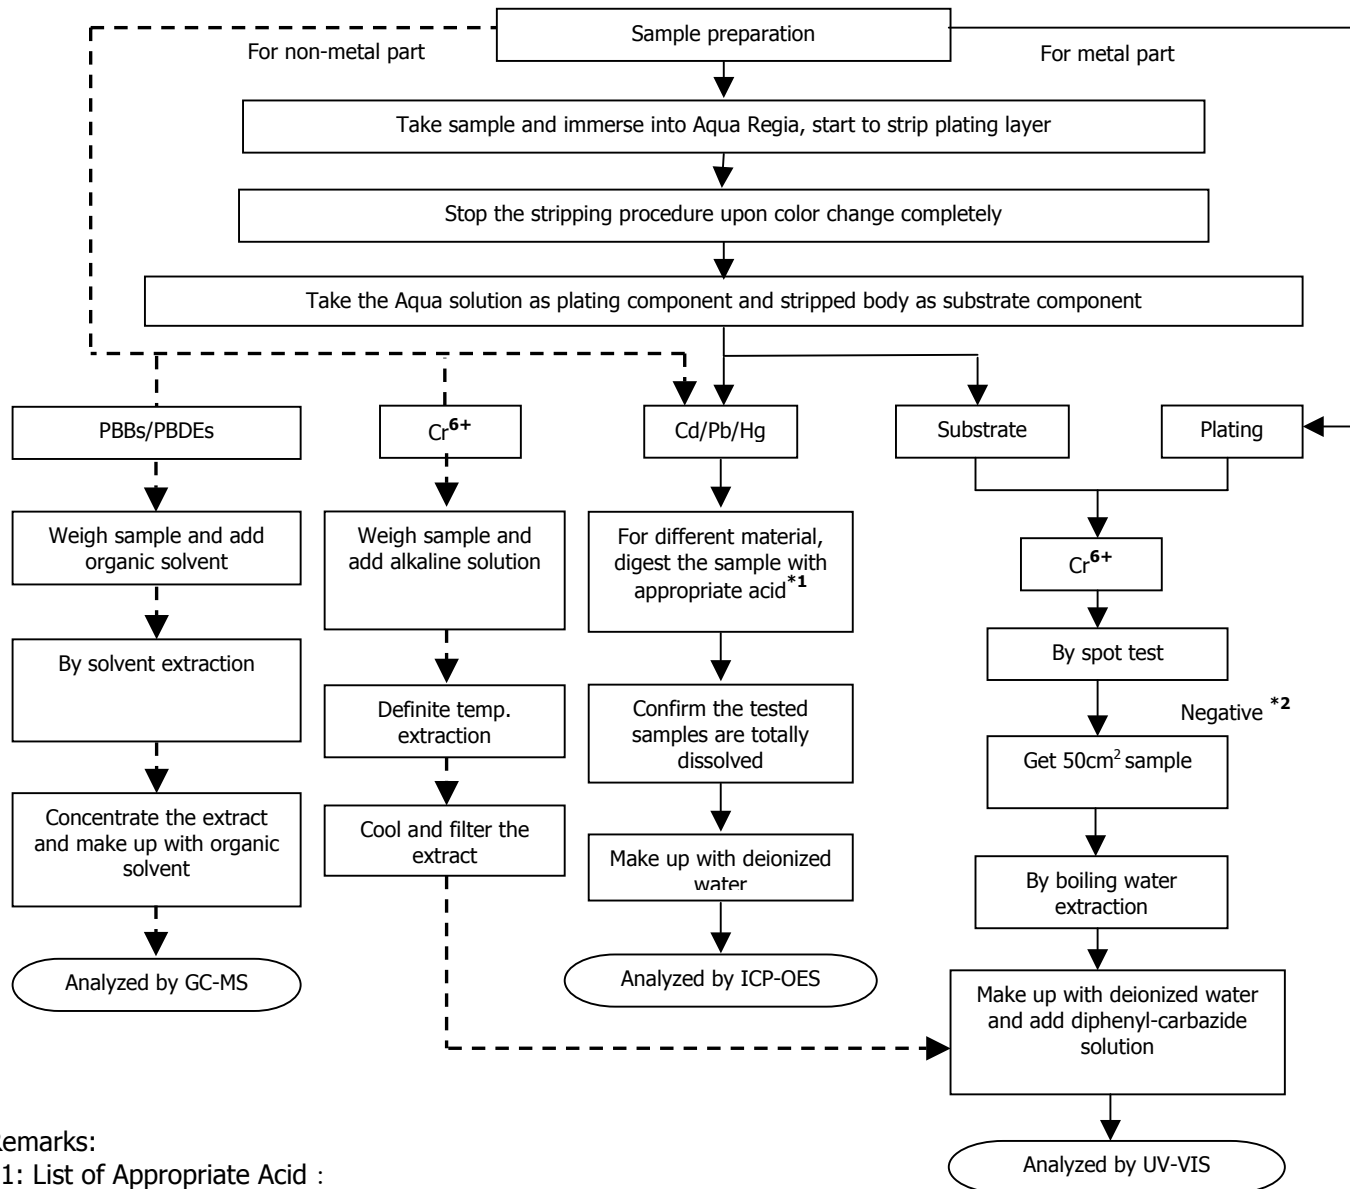 Sample preparation
For non-metal part
For metal part
Take sample and immerse into Aqua Regia, start to strip plating layer
Stop the stripping procedure upon color change completely
Take the Aqua solution as plating component and stripped body as substrate component
PBBs/PBDEs
Cr6+
Cd/Pb/Hg
Substrate
Plating
Weigh sample and add
organic solvent
Weigh sample and
add alkaline solution
For different material,
digest the sample with
appropriate acid*1
Cr6+
By solvent extraction
By spot test
Definite temp.
extraction
Confirm the tested
samples are totally
dissolved
Negative *2
Get 50cm2 sample
Concentrate the extract
and make up with organic
solvent
Cool and filter the
extract
Make up with deionized
water
By boiling water
extraction
Analyzed by GC-MS
Analyzed by ICP-OES
Make up with deionized water
and add diphenyl-carbazide
solution
Analyzed by UV-VIS
emarks:
1: List of Appropriate Acid :